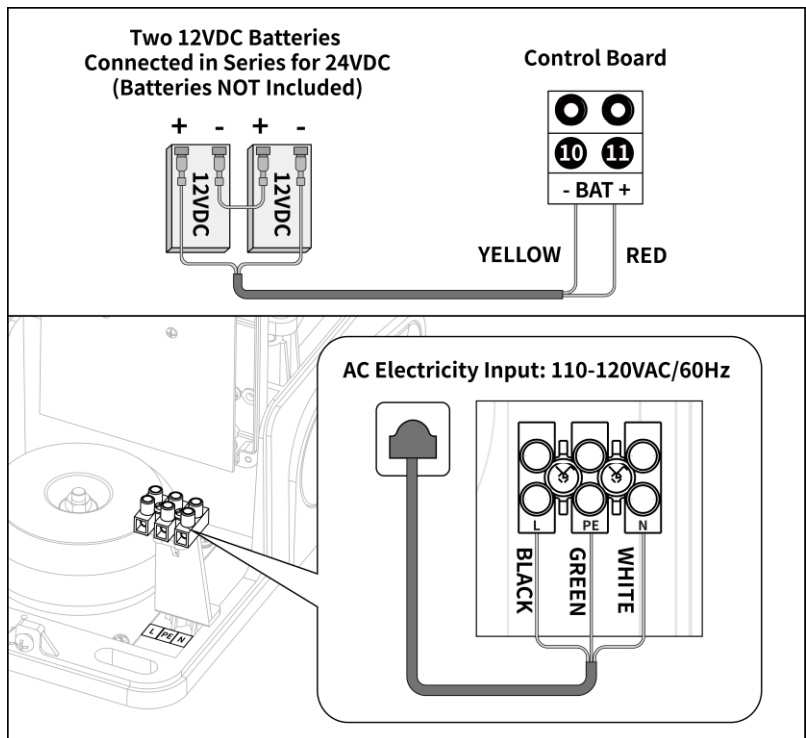 Two 12VDC Batteries
Connected in Series for 24VDC
(Batteries NOT Included)
+ - + -
12VDC
12VDC
Control Board
10 11
- BAT +
YELLOW
RED
AC Electricity Input: 110-120VAC/60Hz
L PE N
BLACK
GREEN
WHITE
L PE N